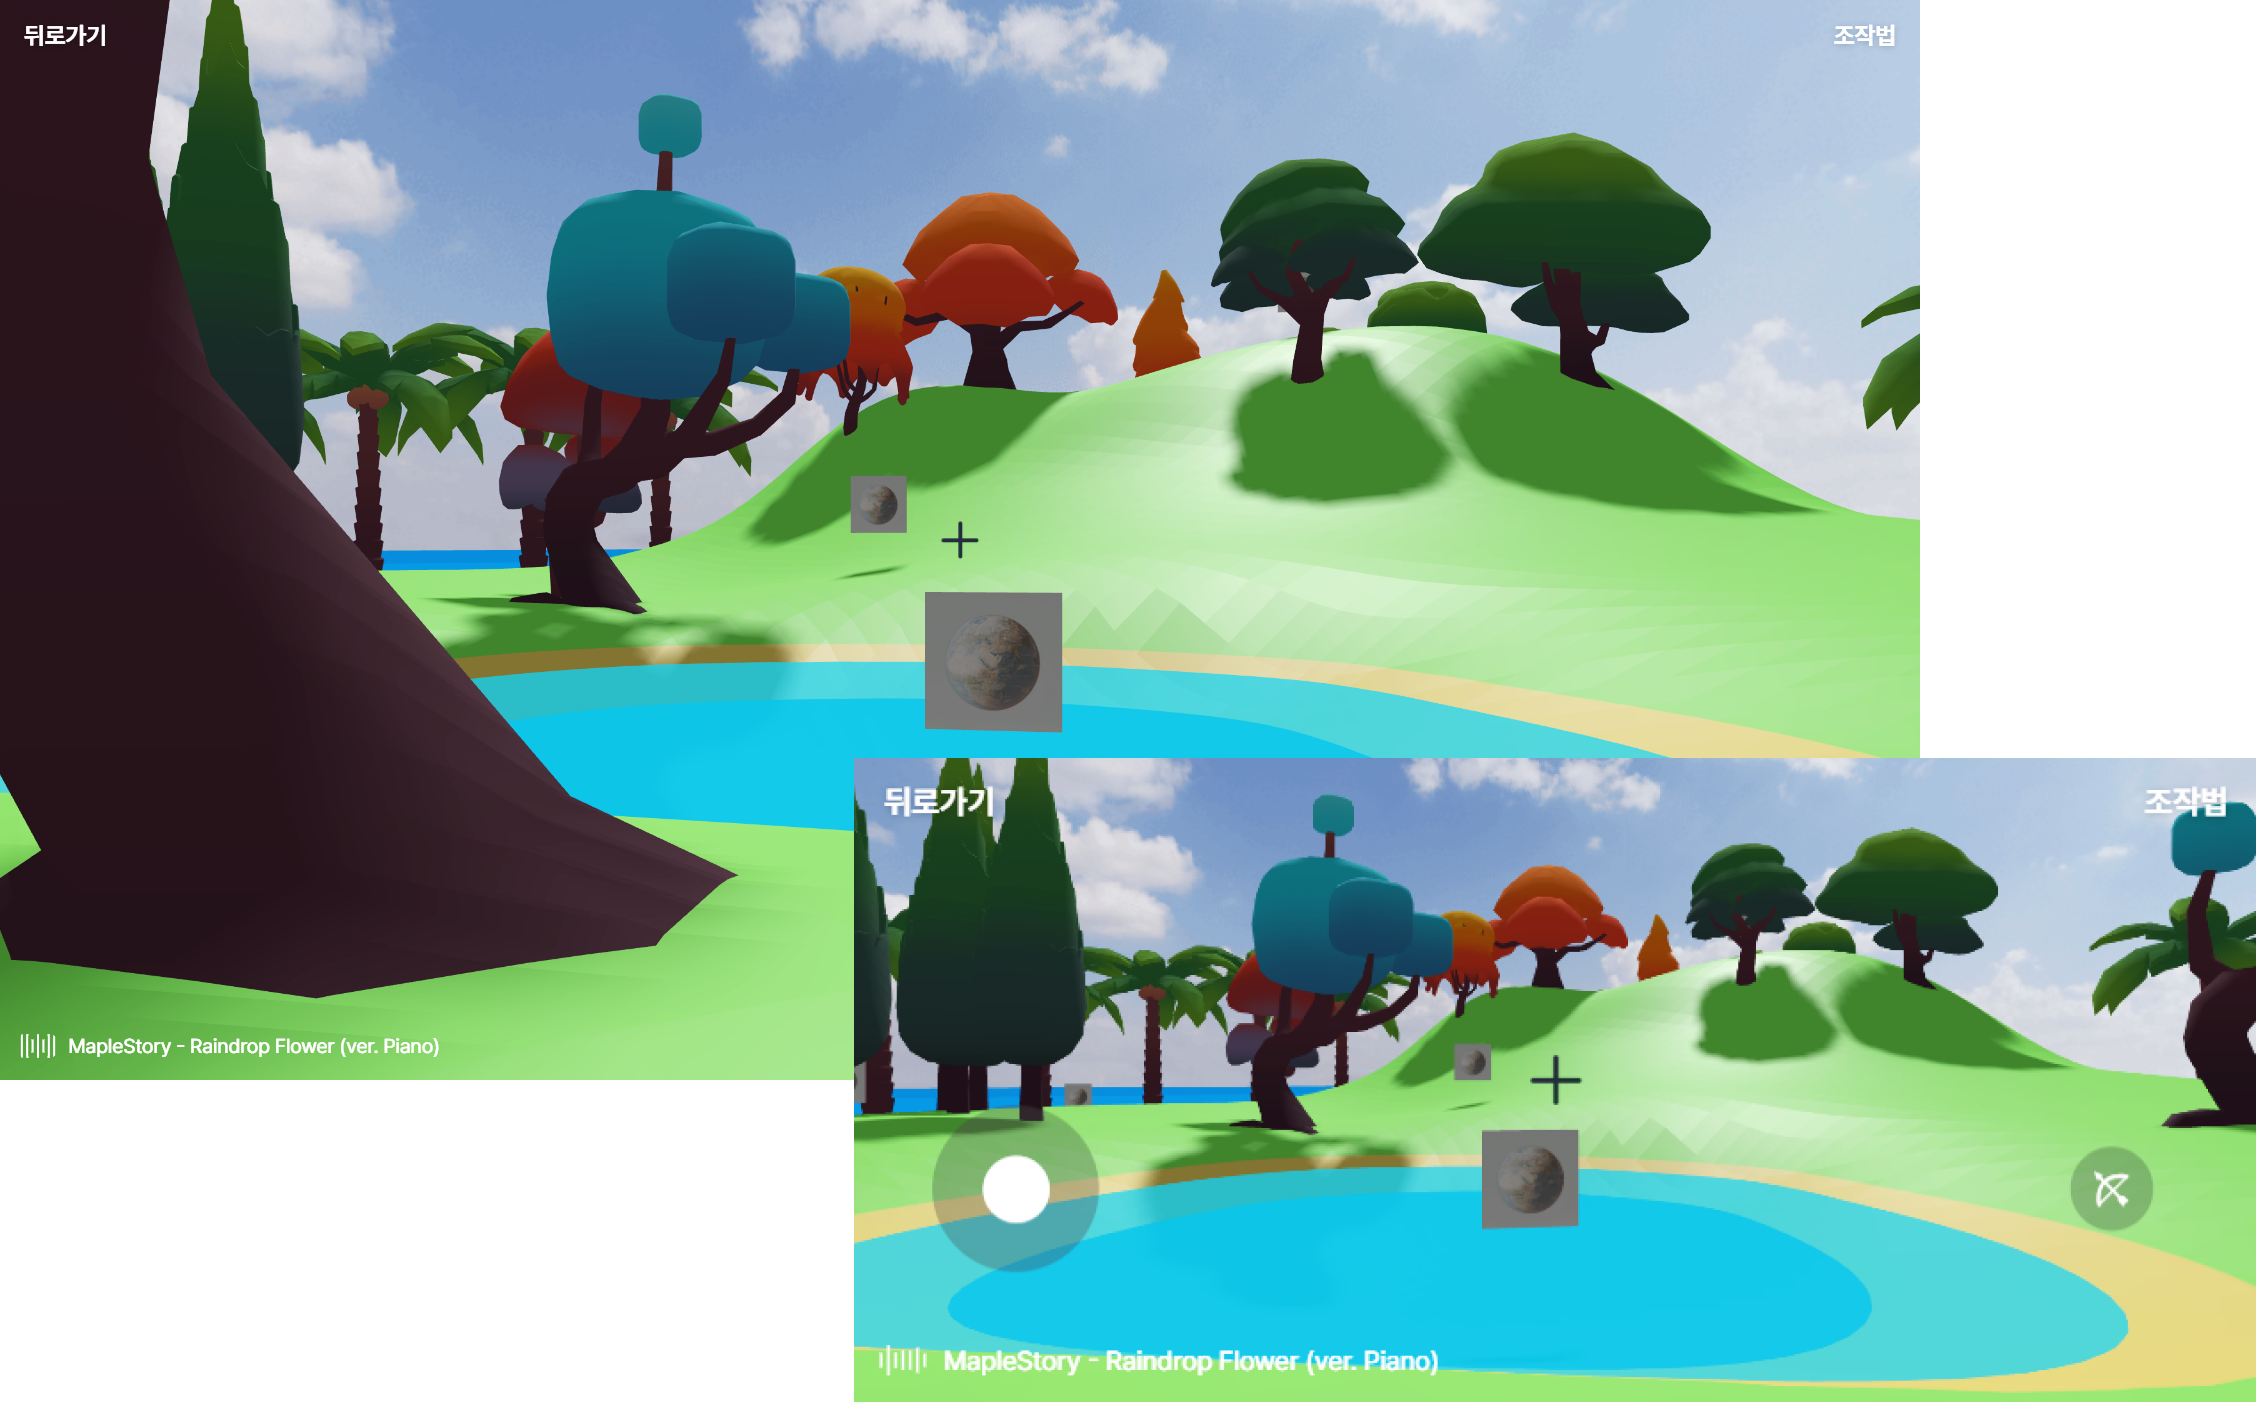 뒤로가기
조작법
MapleStory - Raindrop Flower (ver. Piano)
뒤로가기
조작법
MapleStory - Raindrop Flower (ver. Piano)